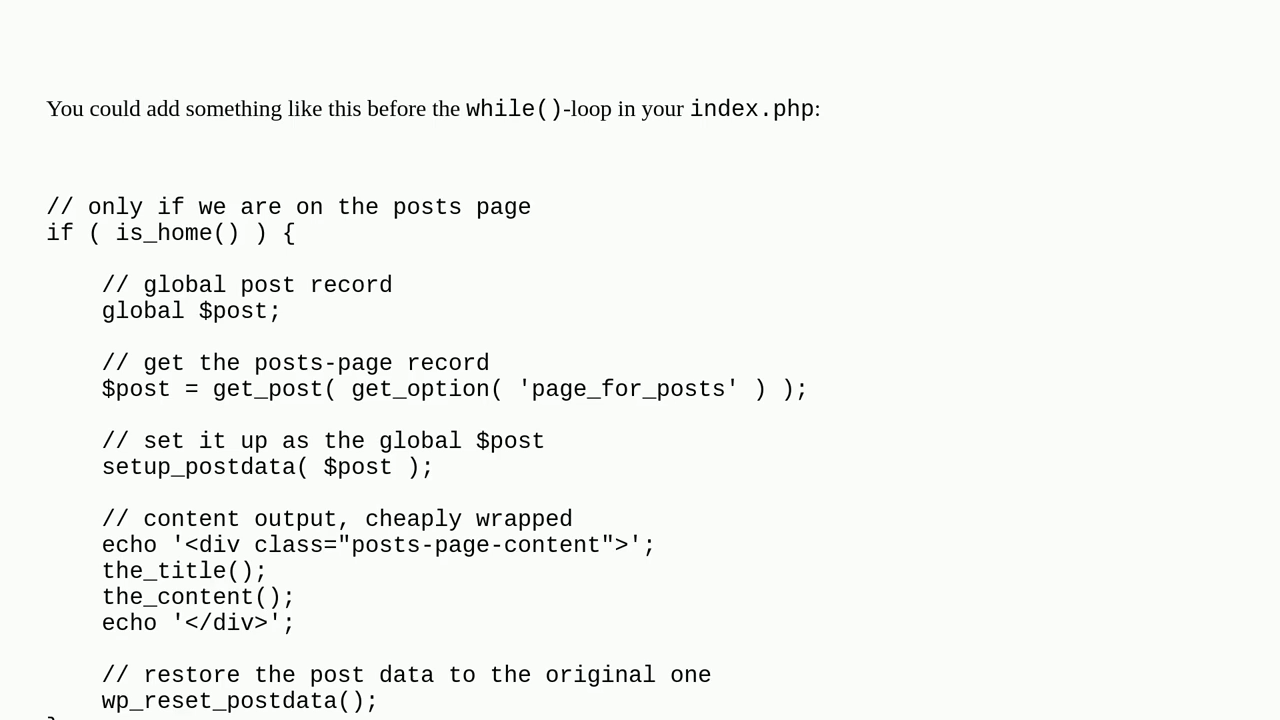 You could add something like this before the while()-loop in your index.php:
// only if we are on the posts page
if ( is_home() ) {
    // global post record
    global $post;
    // get the posts-page record
    $post = get_post( get_option( 'page_for_posts' ) );
    // set it up as the global $post
    setup_postdata( $post );
    // content output, cheaply wrapped
    echo '<div class="posts-page-content">';
    the_title();
    the_content();
    echo '</div>';
    // restore the post data to the original one
    wp_reset_postdata();
}